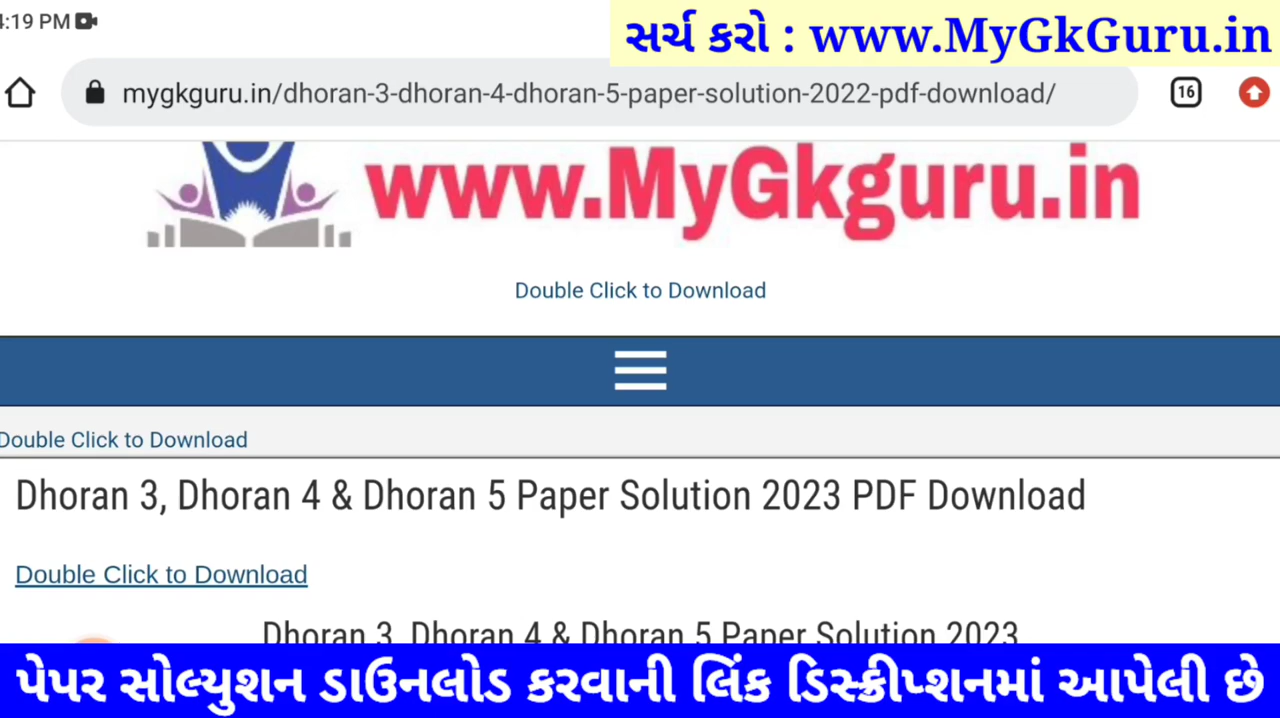 4:19 PM
સર્ચ કરો : www.MyGkGuru.in
mygkguru.in/dhoran-3-dhoran-4-dhoran-5-paper-solution-2022-pdf-download/
16
www.MyGkguru.in
Double Click to Download
Double Click to Download
Dhoran 3, Dhoran 4 & Dhoran 5 Paper Solution 2023 PDF Download
Double Click to Download
Dhoran 3, Dhoran 4 & Dhoran 5 Paper Solution 2023
પેપર સોલ્યુશન ડાઉનલોડ કરવાની લિંક ડિસ્ક્રીપ્શનમાં આપેલી છે